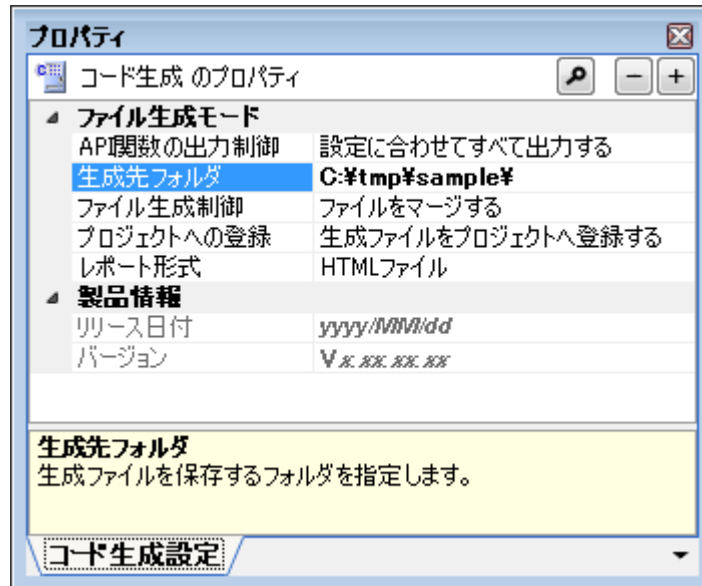 プロパティ
コード生成 のプロパティ
ファイル生成モード
API関数の出力制御 設定に合わせてすべて出力する
生成先フォルダ C:¥tmp¥sample¥
ファイル生成制御 ファイルをマージする
プロジェクトへの登録 生成ファイルをプロジェクトへ登録する
レポート形式 HTMLファイル
製品情報
リリース日付 yyyy/MM/dd
バージョン Vx.xx.xx.xx
生成先フォルダ
生成ファイルを保存するフォルダを指定します。
コード生成設定